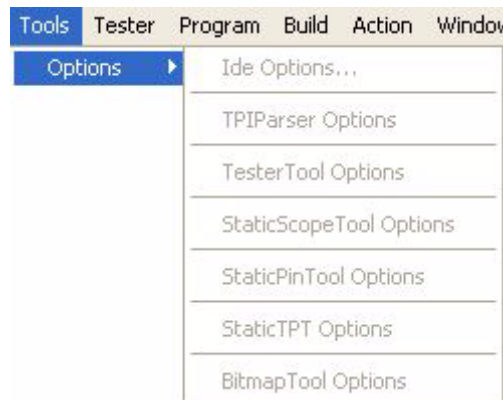 Tools Tester Program Build Action Window
Options
Ide Options...
TPIParser Options
TesterTool Options
StaticScopeTool Options
StaticPinTool Options
StaticTPT Options
BitmapTool Options